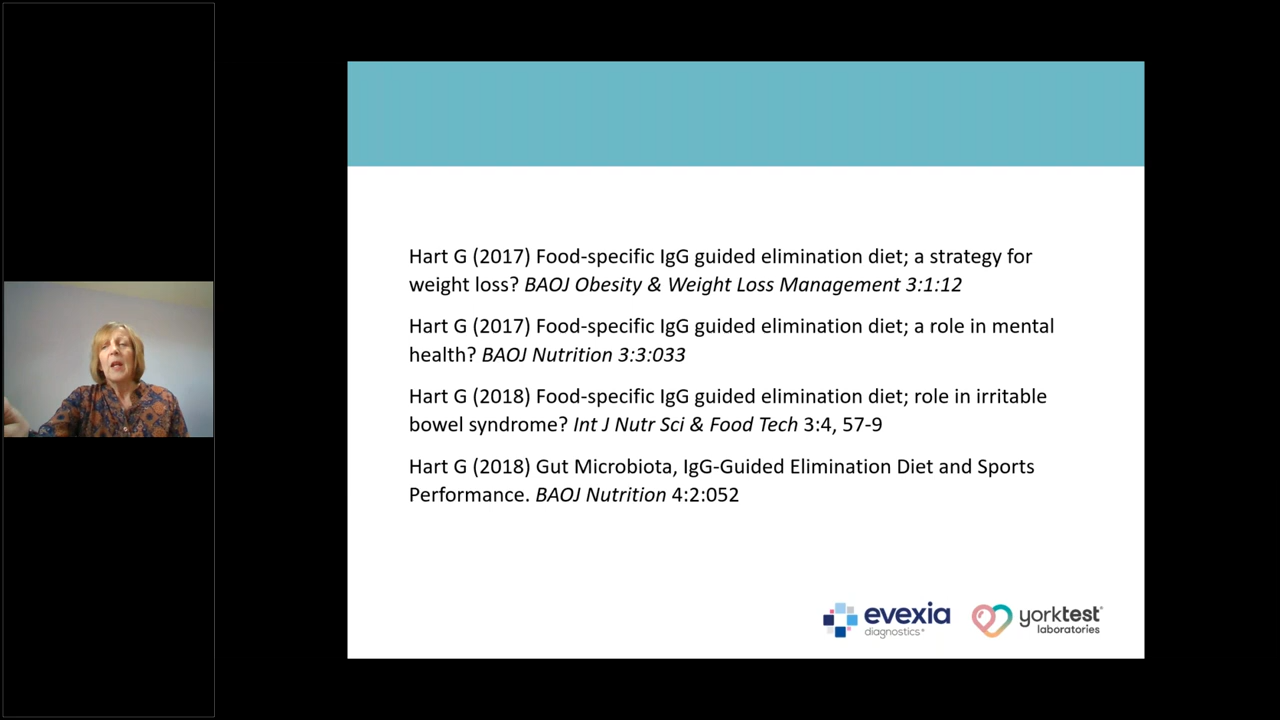 Hart G (2017) Food-specific IgG guided elimination diet; a strategy for
weight loss? BAOJ Obesity & Weight Loss Management 3:1:12
Hart G (2017) Food-specific IgG guided elimination diet; a role in mental
health? BAOJ Nutrition 3:3:033
Hart G (2018) Food-specific IgG guided elimination diet; role in irritable
bowel syndrome? Int J Nutr Sci & Food Tech 3:4, 57-9
Hart G (2018) Gut Microbiota, IgG-Guided Elimination Diet and Sports
Performance. BAOJ Nutrition 4:2:052
evexia
diagnostics
yorktest
laboratories